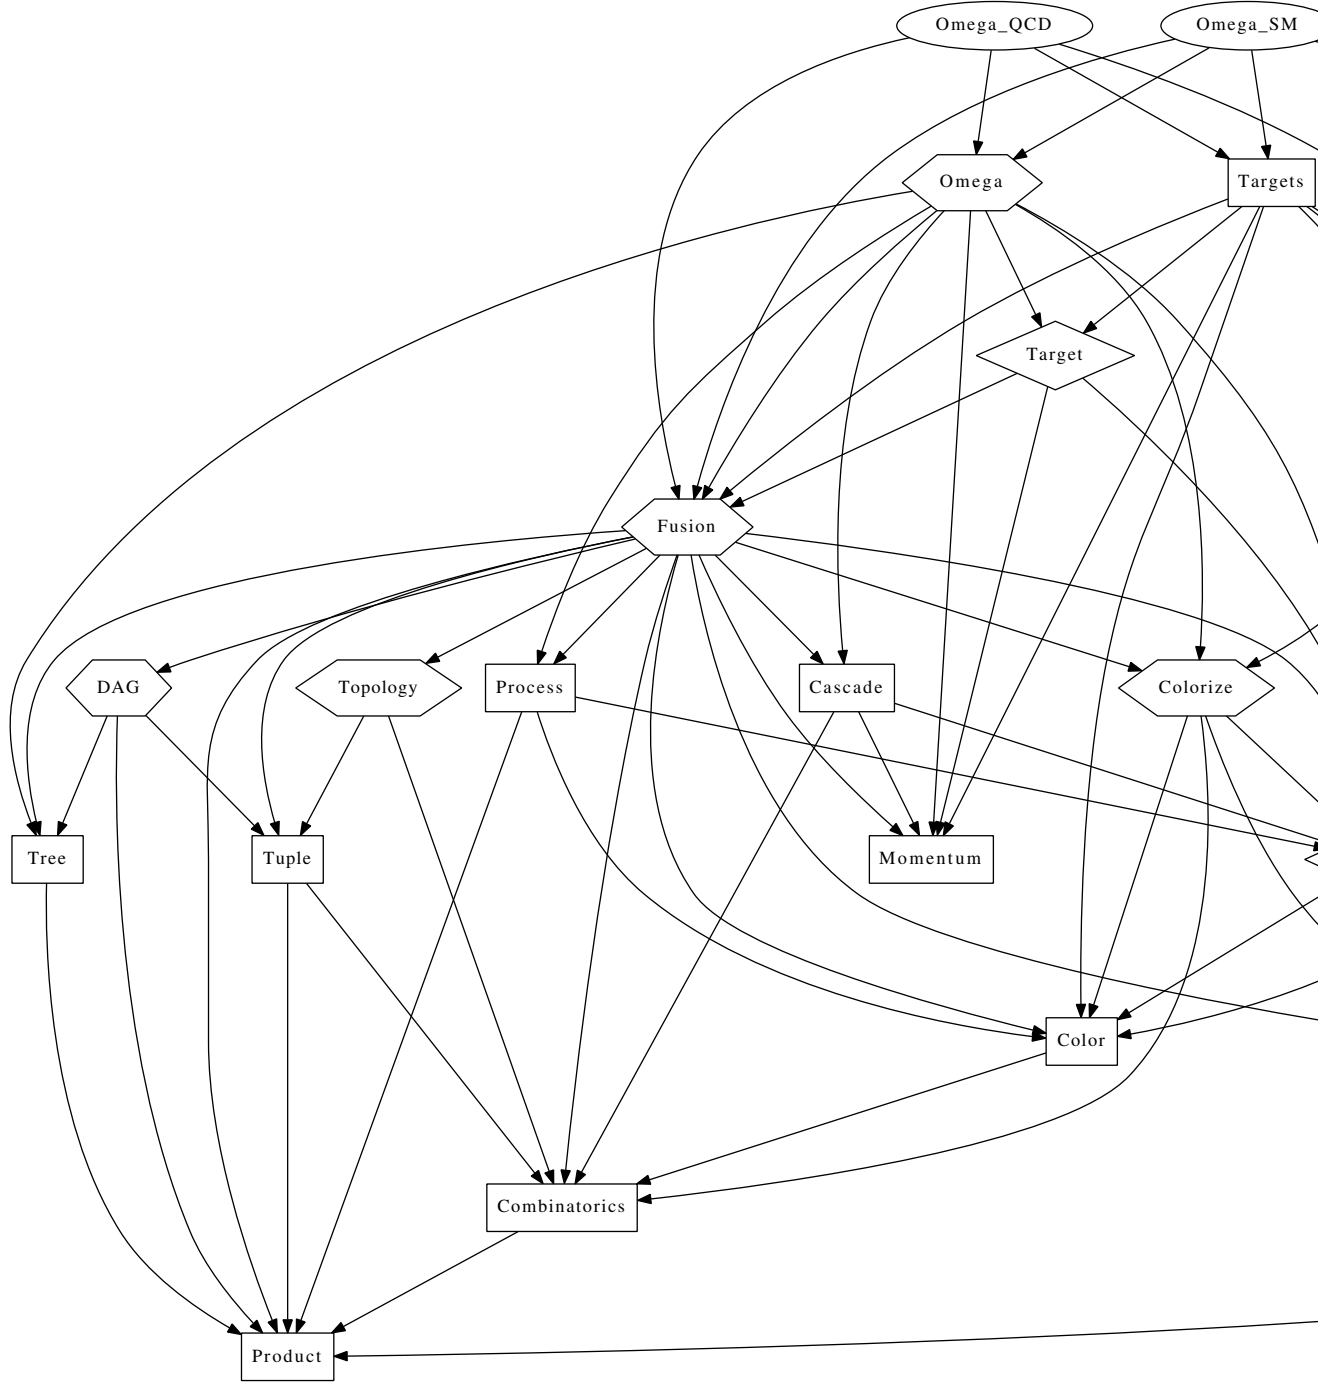 Omega_QCD
Omega_SM
Omega
Targets
Target
Fusion
DAG
Topology
Process
Cascade
Colorize
Tree
Tuple
Momentum
Color
Combinatorics
Product